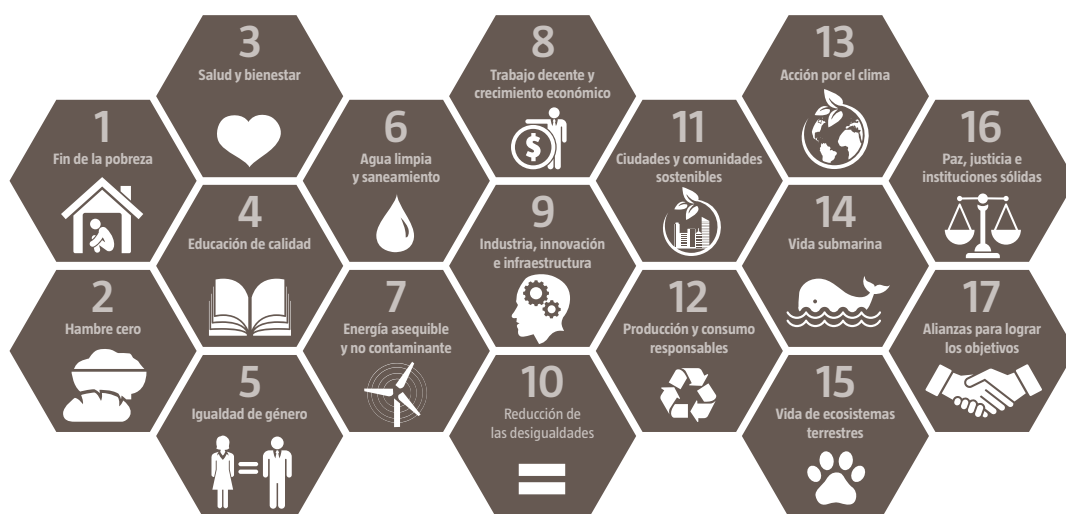 1
Fin de la pobreza
2
Hambre cero
3
Salud y bienestar
4
Educación de calidad
5
Igualdad de género
6
Agua limpia
y saneamiento
7
Energía asequible
y no contaminante
8
Trabajo decente y
crecimiento económico
$
9
Industria, innovación
e infraestructura
10
Reducción de
las desigualdades
11
Ciudades y comunidades
sostenibles
12
Producción y consumo
responsables
13
Acción por el clima
14
Vida submarina
15
Vida de ecosistemas
terrestres
16
Paz, justicia e
instituciones sólidas
17
Alianzas para lograr
los objetivos